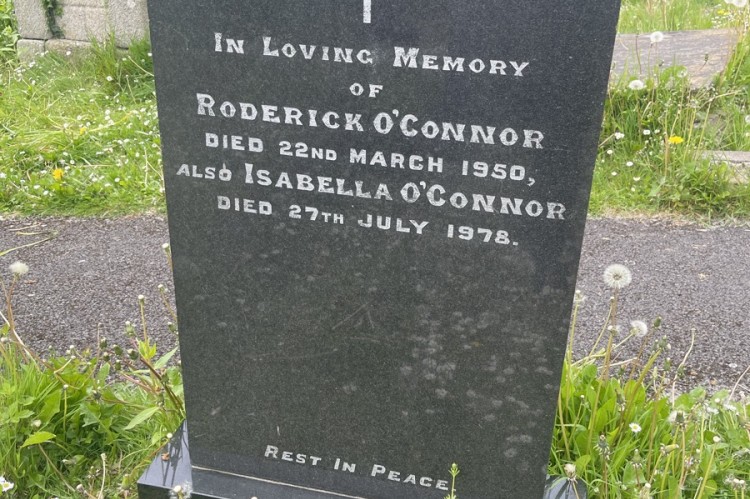 In Loving Memory
of
Roderick O'Connor
died 22nd March 1950,
also Isabella O'Connor
died 27th July 1978.
Rest In Peace